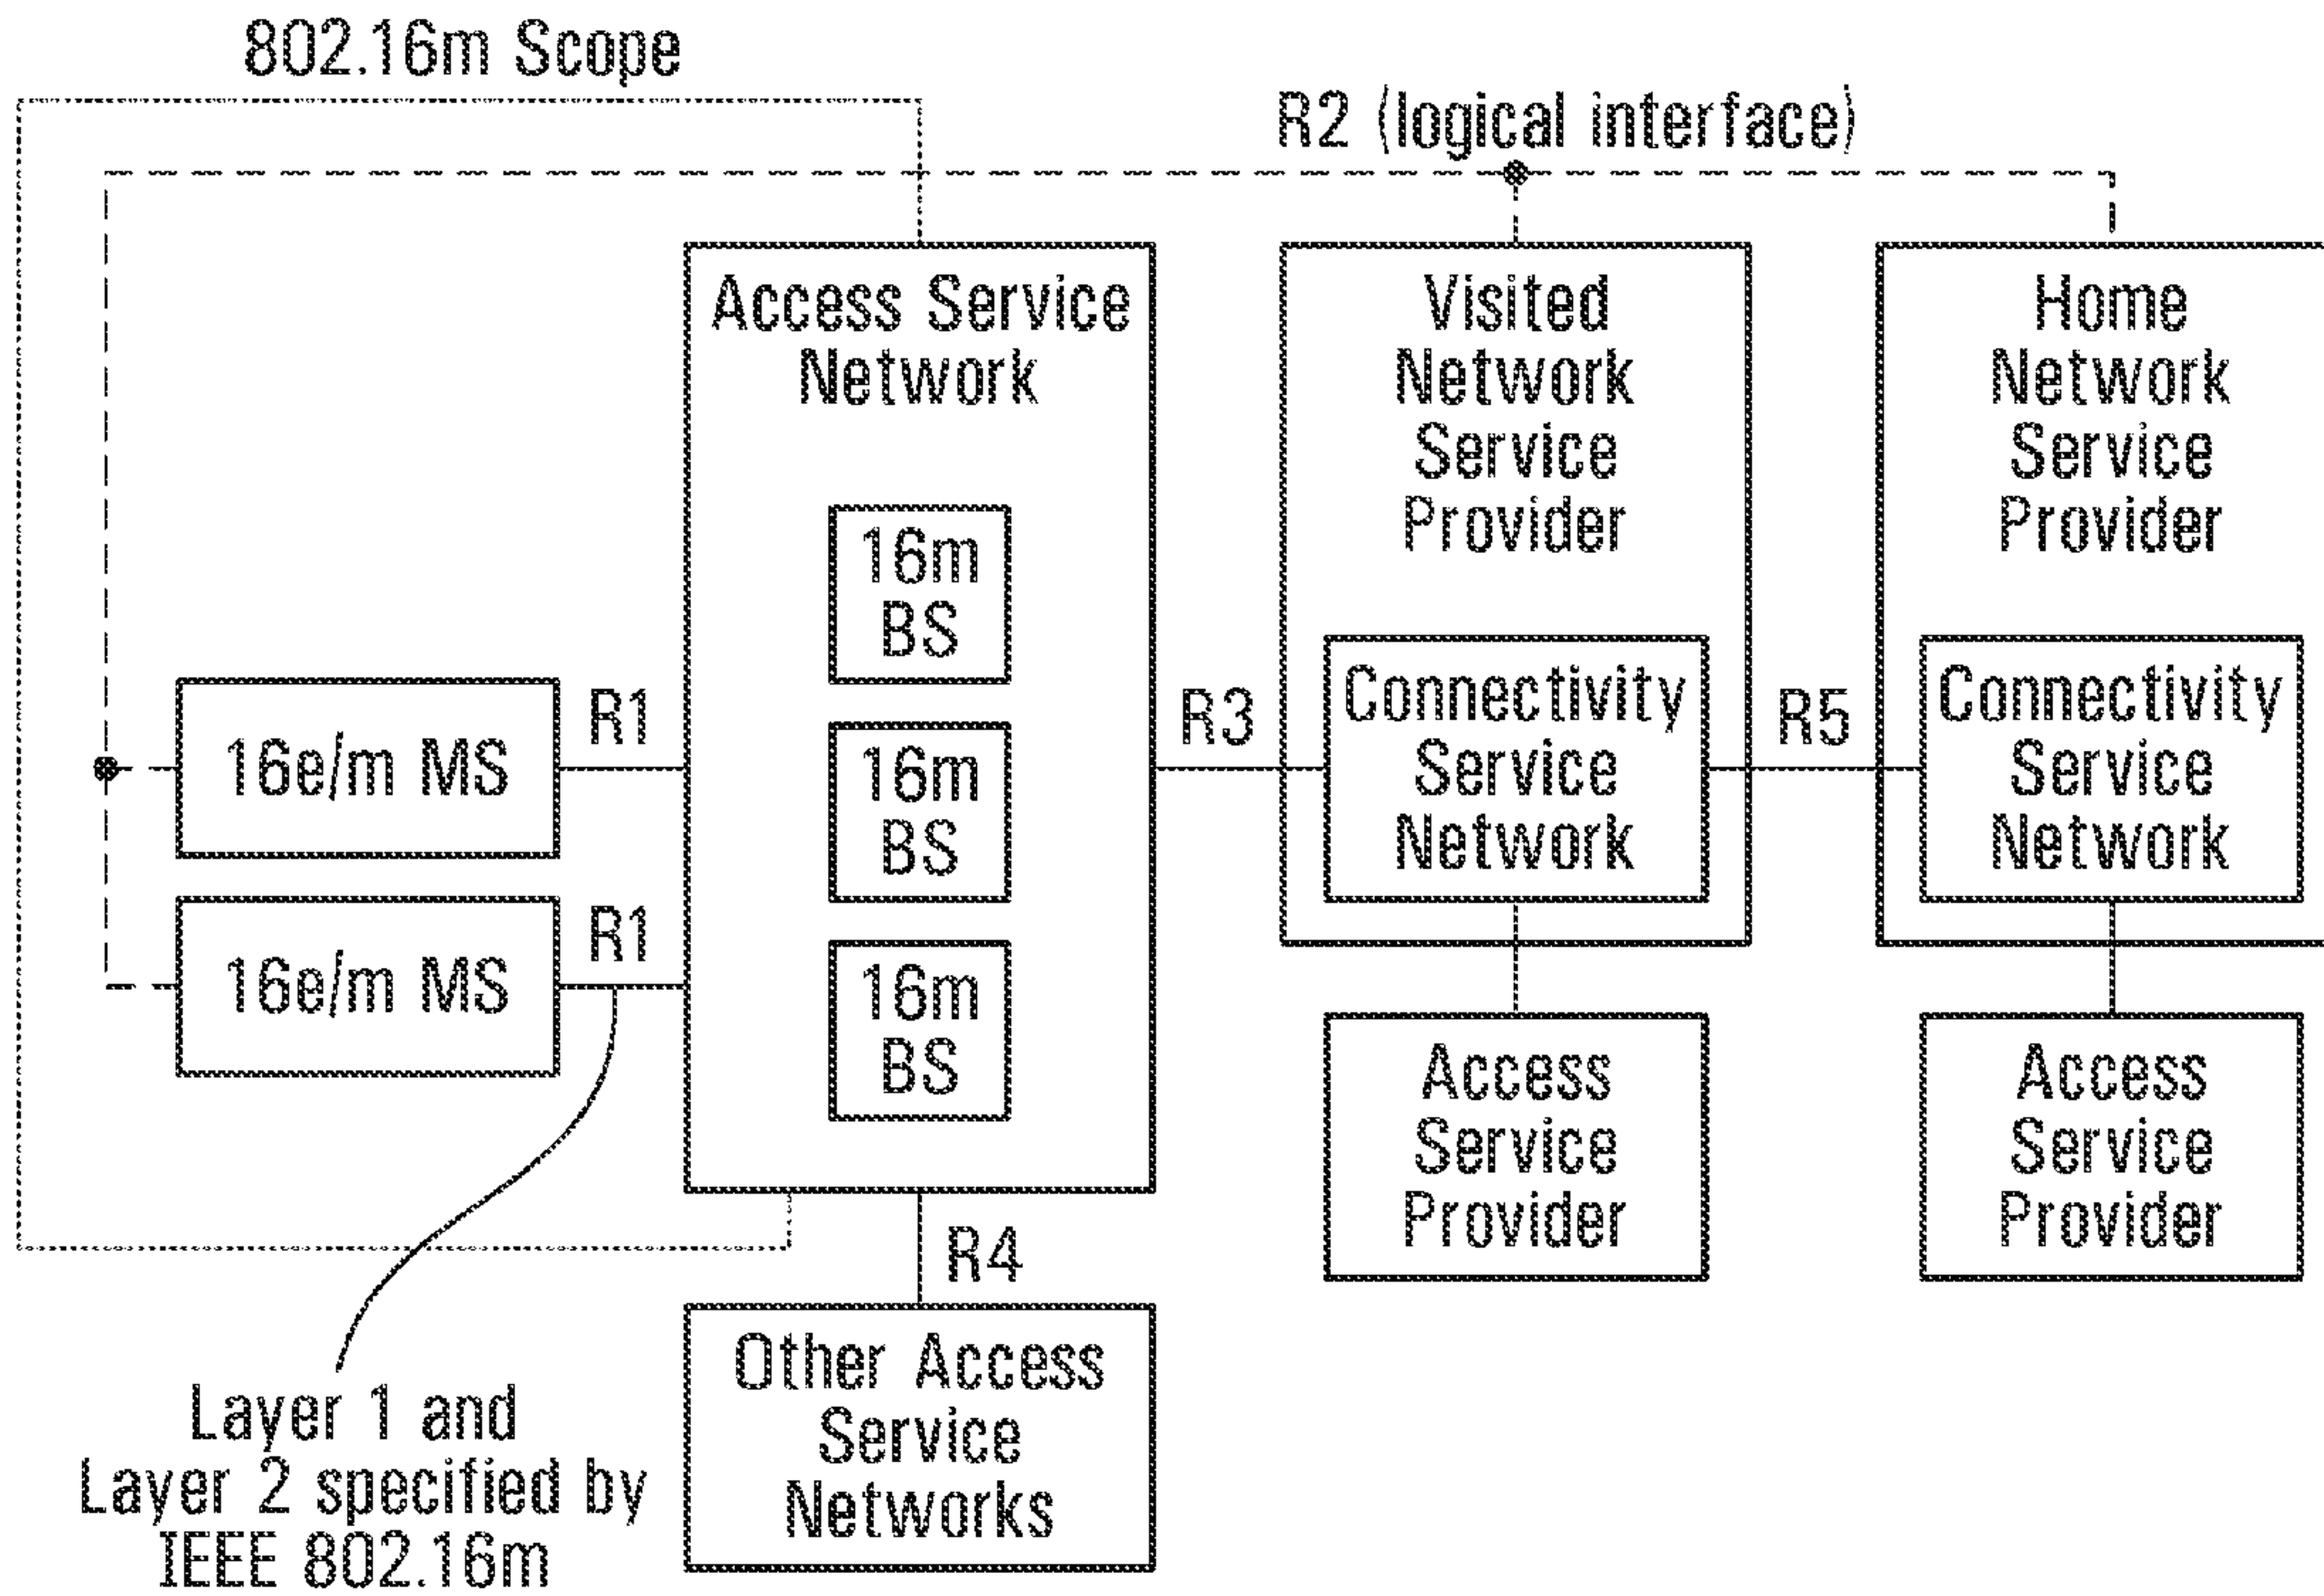 802.16m Scope
R2 (logical interface)
Access Service
Network
16m
BS
16m
BS
16m
BS
Visited
Network
Service
Provider
Home
Network
Service
Provider
16e/m MS
R1
16e/m MS
R1
R3
Connectivity
Service
Network
R5
Connectivity
Service
Network
Access
Service
Provider
Access
Service
Provider
R4
Other Access
Service
Networks
Layer 1 and
Layer 2 specified by
IEEE 802.16m